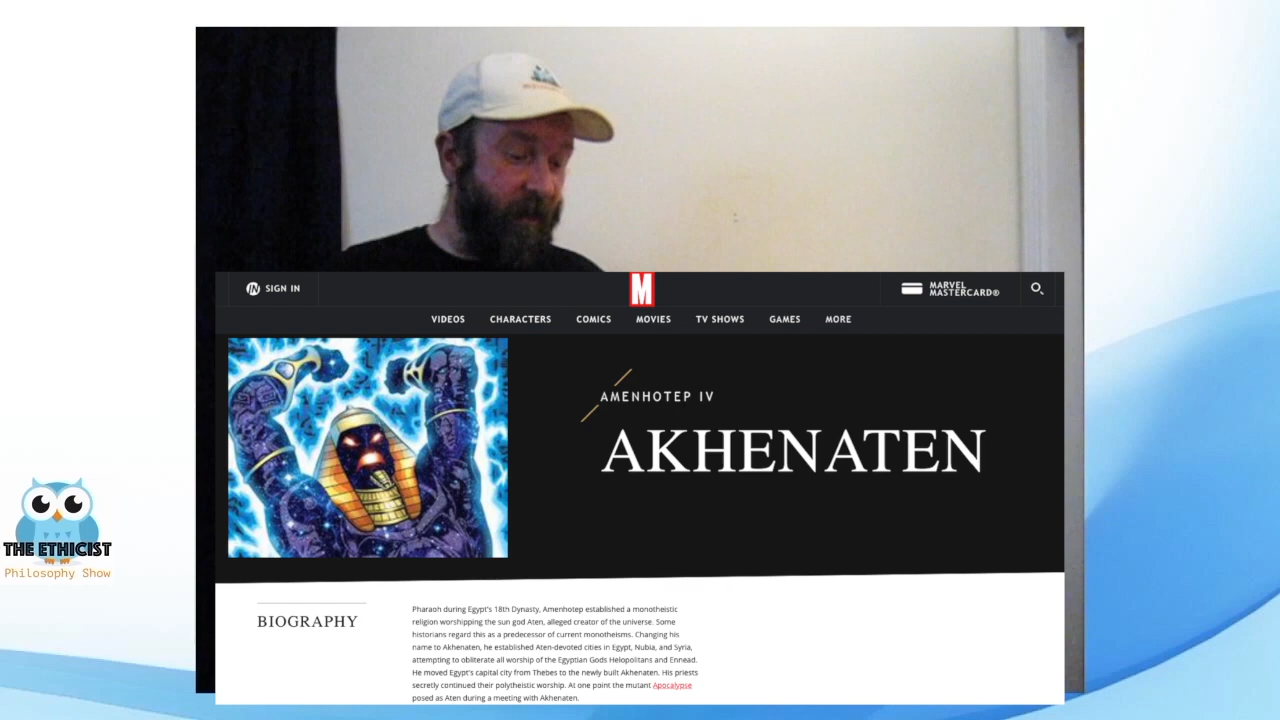 IN SIGN IN
M
MARVEL
MASTERCARD®
VIDEOS CHARACTERS COMICS MOVIES TV SHOWS GAMES MORE
AMENHOTEP IV
AKHENATEN
THE ETHICIST
Philosophy Show
BIOGRAPHY
Pharaoh during Egypt's 18th Dynasty, Amenhotep established a monotheistic
religion worshipping the sun god Aten, alleged creator of the universe. Some
historians regard this as a predecessor of current monotheisms. Changing his
name to Akhenaten, he established Aten-devoted cities in Egypt, Nubia, and Syria,
attempting to obliterate all worship of the Egyptian Gods Helopolitans and Ennead.
He moved Egypt's capital city from Thebes to the newly built Akhenaten. His priests
secretly continued their polytheistic worship. At one point the mutant Apocalypse
posed as Aten during a meeting with Akhenaten.